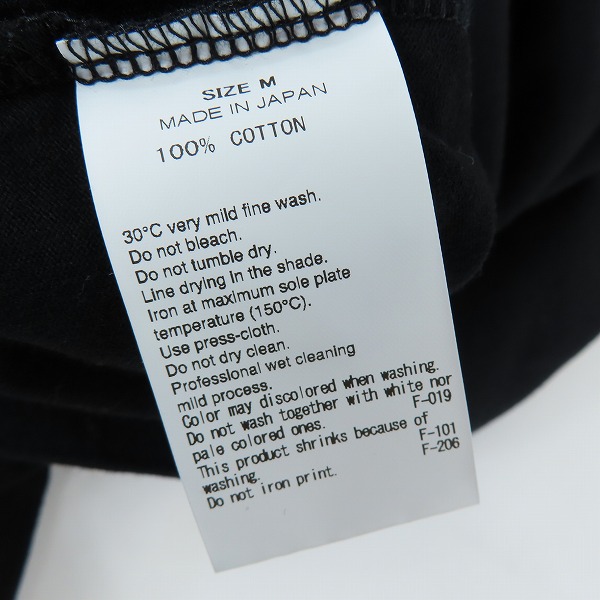 SIZE M
MADE IN JAPAN
100% COTTON
30°C very mild fine wash.
Do not bleach.
Do not tumble dry.
Line drying in the shade.
Iron at maximum sole plate
temperature (150°C).
Use press-cloth.
Do not dry clean.
Professional wet cleaning
mild process.
Color may discolored when washing.
Do not wash together with white nor
pale colored ones. F-019
This product shrinks because of
washing. F-101
Do not iron print. F-206